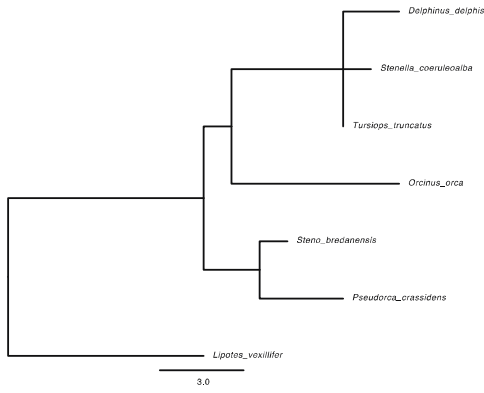 Delphinus_delphis
Stenella_coeruleoalba
Tursiops_truncatus
Orcinus_orca
Steno_bredanensis
Pseudorca_crassidens
Lipotes_vexillifer
3.0